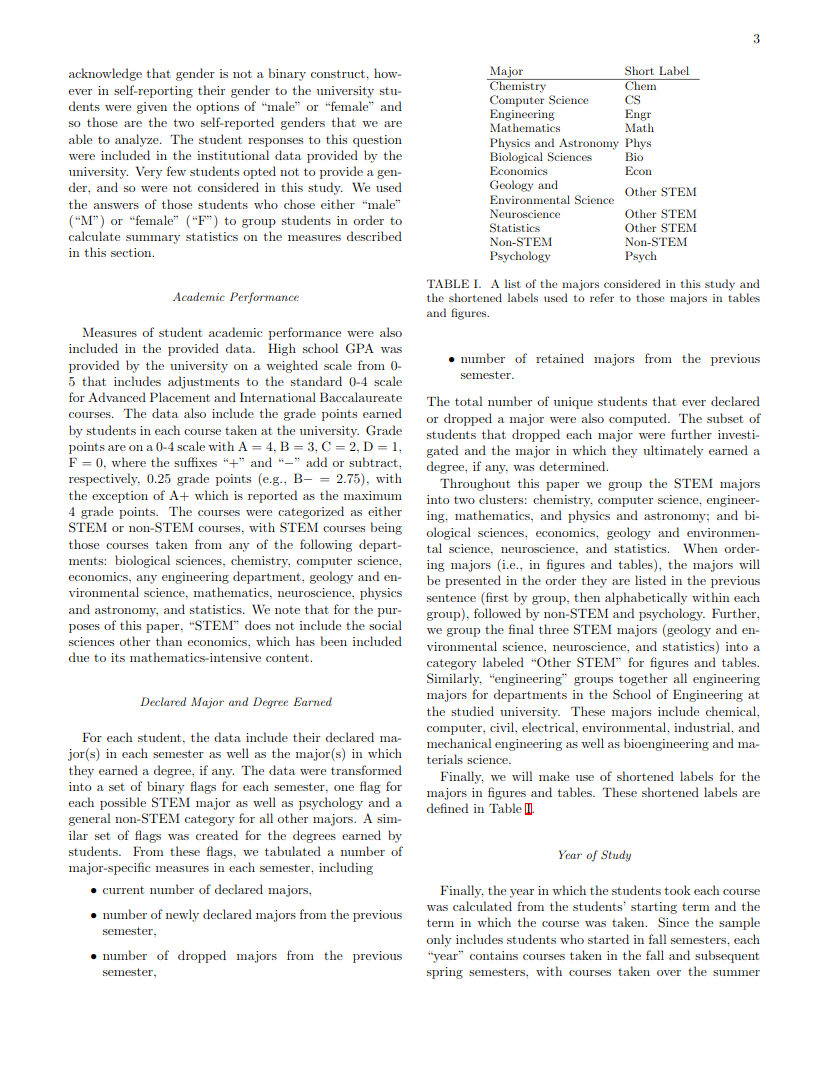 3
acknowledge that gender is not a binary construct, how-
ever in self-reporting their gender to the university stu-
dents were given the options of “male” or “female” and
so those are the two self-reported genders that we are
able to analyze. The student responses to this question
were included in the institutional data provided by the
university. Very few students opted not to provide a gen-
der, and so were not considered in this study. We used
the answers of those students who chose either “male”
(“M”) or “female” (“F”) to group students in order to
calculate summary statistics on the measures described
in this section.
Academic Performance
Measures of student academic performance were also
included in the provided data. High school GPA was
provided by the university on a weighted scale from 0-
5 that includes adjustments to the standard 0-4 scale
for Advanced Placement and International Baccalaureate
courses. The data also include the grade points earned
by students in each course taken at the university. Grade
points are on a 0-4 scale with A = 4, B = 3, C = 2, D = 1,
F = 0, where the suffixes “+” and “−” add or subtract,
respectively, 0.25 grade points (e.g., B− = 2.75), with
the exception of A+ which is reported as the maximum
4 grade points. The courses were categorized as either
STEM or non-STEM courses, with STEM courses being
those courses taken from any of the following depart-
ments: biological sciences, chemistry, computer science,
economics, any engineering department, geology and en-
vironmental science, mathematics, neuroscience, physics
and astronomy, and statistics. We note that for the pur-
poses of this paper, “STEM” does not include the social
sciences other than economics, which has been included
due to its mathematics-intensive content.
Declared Major and Degree Earned
For each student, the data include their declared ma-
jor(s) in each semester as well as the major(s) in which
they earned a degree, if any. The data were transformed
into a set of binary flags for each semester, one flag for
each possible STEM major as well as psychology and a
general non-STEM category for all other majors. A sim-
ilar set of flags was created for the degrees earned by
students. From these flags, we tabulated a number of
major-specific measures in each semester, including
• current number of declared majors,
• number of newly declared majors from the previous
semester,
• number of dropped majors from the previous
semester,
Major Short Label
Chemistry Chem
Computer Science CS
Engineering Engr
Mathematics Math
Physics and Astronomy Phys
Biological Sciences Bio
Economics Econ
Geology and
Environmental Science Other STEM
Neuroscience Other STEM
Statistics Other STEM
Non-STEM Non-STEM
Psychology Psych
TABLE I. A list of the majors considered in this study and
the shortened labels used to refer to those majors in tables
and figures.
• number of retained majors from the previous
semester.
The total number of unique students that ever declared
or dropped a major were also computed. The subset of
students that dropped each major were further investi-
gated and the major in which they ultimately earned a
degree, if any, was determined.
Throughout this paper we group the STEM majors
into two clusters: chemistry, computer science, engineer-
ing, mathematics, and physics and astronomy; and bi-
ological sciences, economics, geology and environmen-
tal science, neuroscience, and statistics. When order-
ing majors (i.e., in figures and tables), the majors will
be presented in the order they are listed in the previous
sentence (first by group, then alphabetically within each
group), followed by non-STEM and psychology. Further,
we group the final three STEM majors (geology and en-
vironmental science, neuroscience, and statistics) into a
category labeled “Other STEM” for figures and tables.
Similarly, “engineering” groups together all engineering
majors for departments in the School of Engineering at
the studied university. These majors include chemical,
computer, civil, electrical, environmental, industrial, and
mechanical engineering as well as bioengineering and ma-
terials science.
Finally, we will make use of shortened labels for the
majors in figures and tables. These shortened labels are
defined in Table I.
Year of Study
Finally, the year in which the students took each course
was calculated from the students’ starting term and the
term in which the course was taken. Since the sample
only includes students who started in fall semesters, each
“year” contains courses taken in the fall and subsequent
spring semesters, with courses taken over the summer